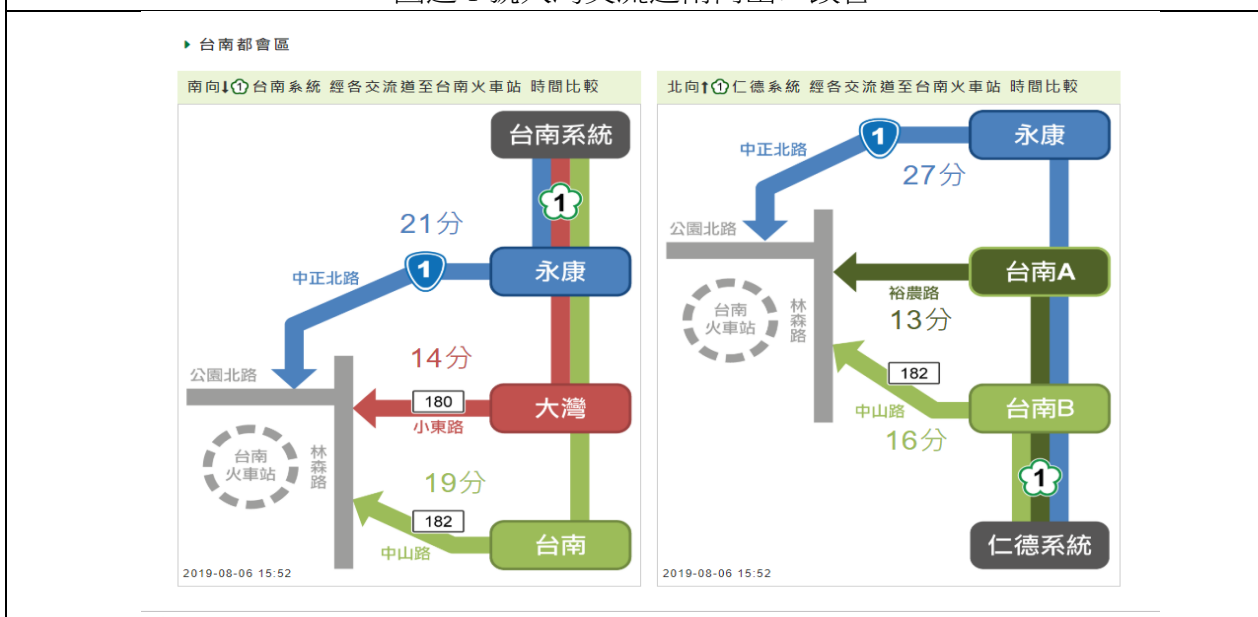 台南都會區
南向⬇1台南系統 經各交流道至台南火車站 時間比較
台南系統
1
21分
1
永康
中正北路
14分
公園北路
180
大灣
小東路
台南
火車站
林森路
19分
182
台南
中山路
2019-08-06 15:52
北向⬆1仁德系統 經各交流道至台南火車站 時間比較
1
永康
中正北路
27分
公園北路
台南A
裕農路
台南
火車站
林森路
13分
182
台南B
中山路
16分
1
仁德系統
2019-08-06 15:52